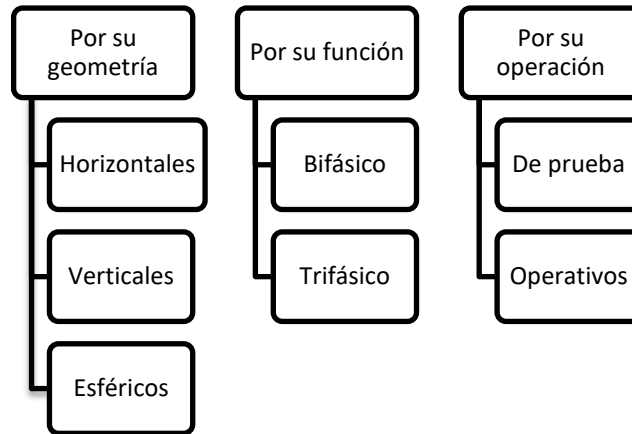 Por su
geometría
Horizontales
Verticales
Esféricos
Por su función
Bifásico
Trifásico
Por su
operación
De prueba
Operativos